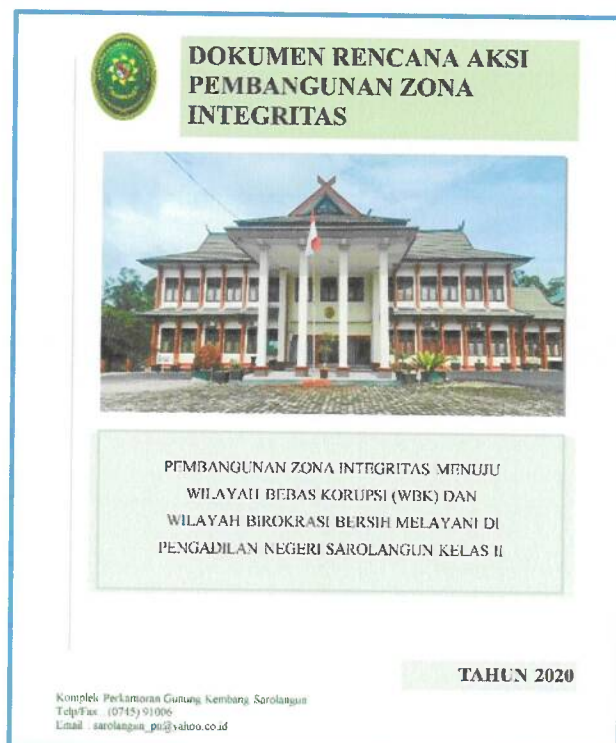 DOKUMEN RENCANA AKSI
PEMBANGUNAN ZONA
INTEGRITAS
PEMBANGUNAN ZONA INTEGRITAS MENUJU
WILAYAH BEBAS KORUPSI (WBK) DAN
WILAYAH BIROKRASI BERSIH MELAYANI DI
PENGADILAN NEGERI SAROLANGUN KELAS II
TAHUN 2020
Komplek Perkantoran Gunung Kembang Sarolangun
Telp/Fax : (0745) 91006
Email : sarolangun_pn@yahoo.co.id